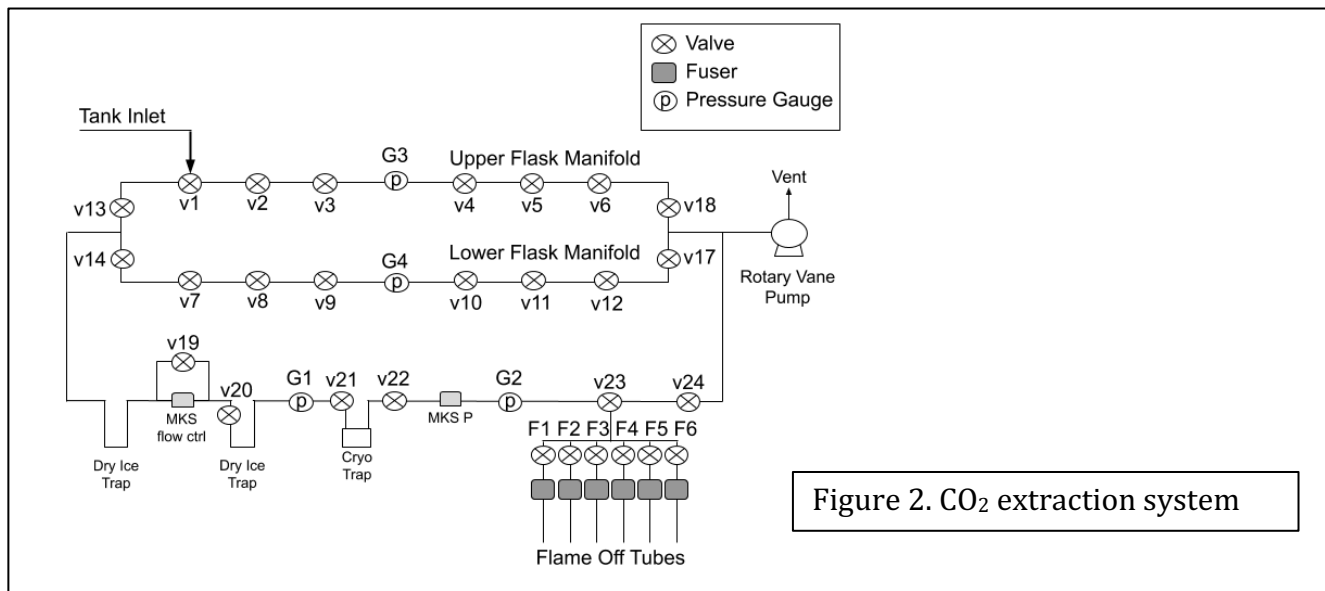 Valve
Fuser
p Pressure Gauge
Tank Inlet
G3
Upper Flask Manifold
Vent
p
v13
v1
v2
v3
v4
v5
v6
v18
v14
G4
Lower Flask Manifold
v17
p
Rotary Vane
Pump
v7
v8
v9
v10
v11
v12
v19
G1
v21
v22
G2
v23
v24
v20
p
p
MKS
flow ctrl
MKS P
F1 F2 F3 F4 F5 F6
Dry Ice
Trap
Dry Ice
Trap
Cryo
Trap
Flame Off Tubes
Figure 2. CO₂ extraction system